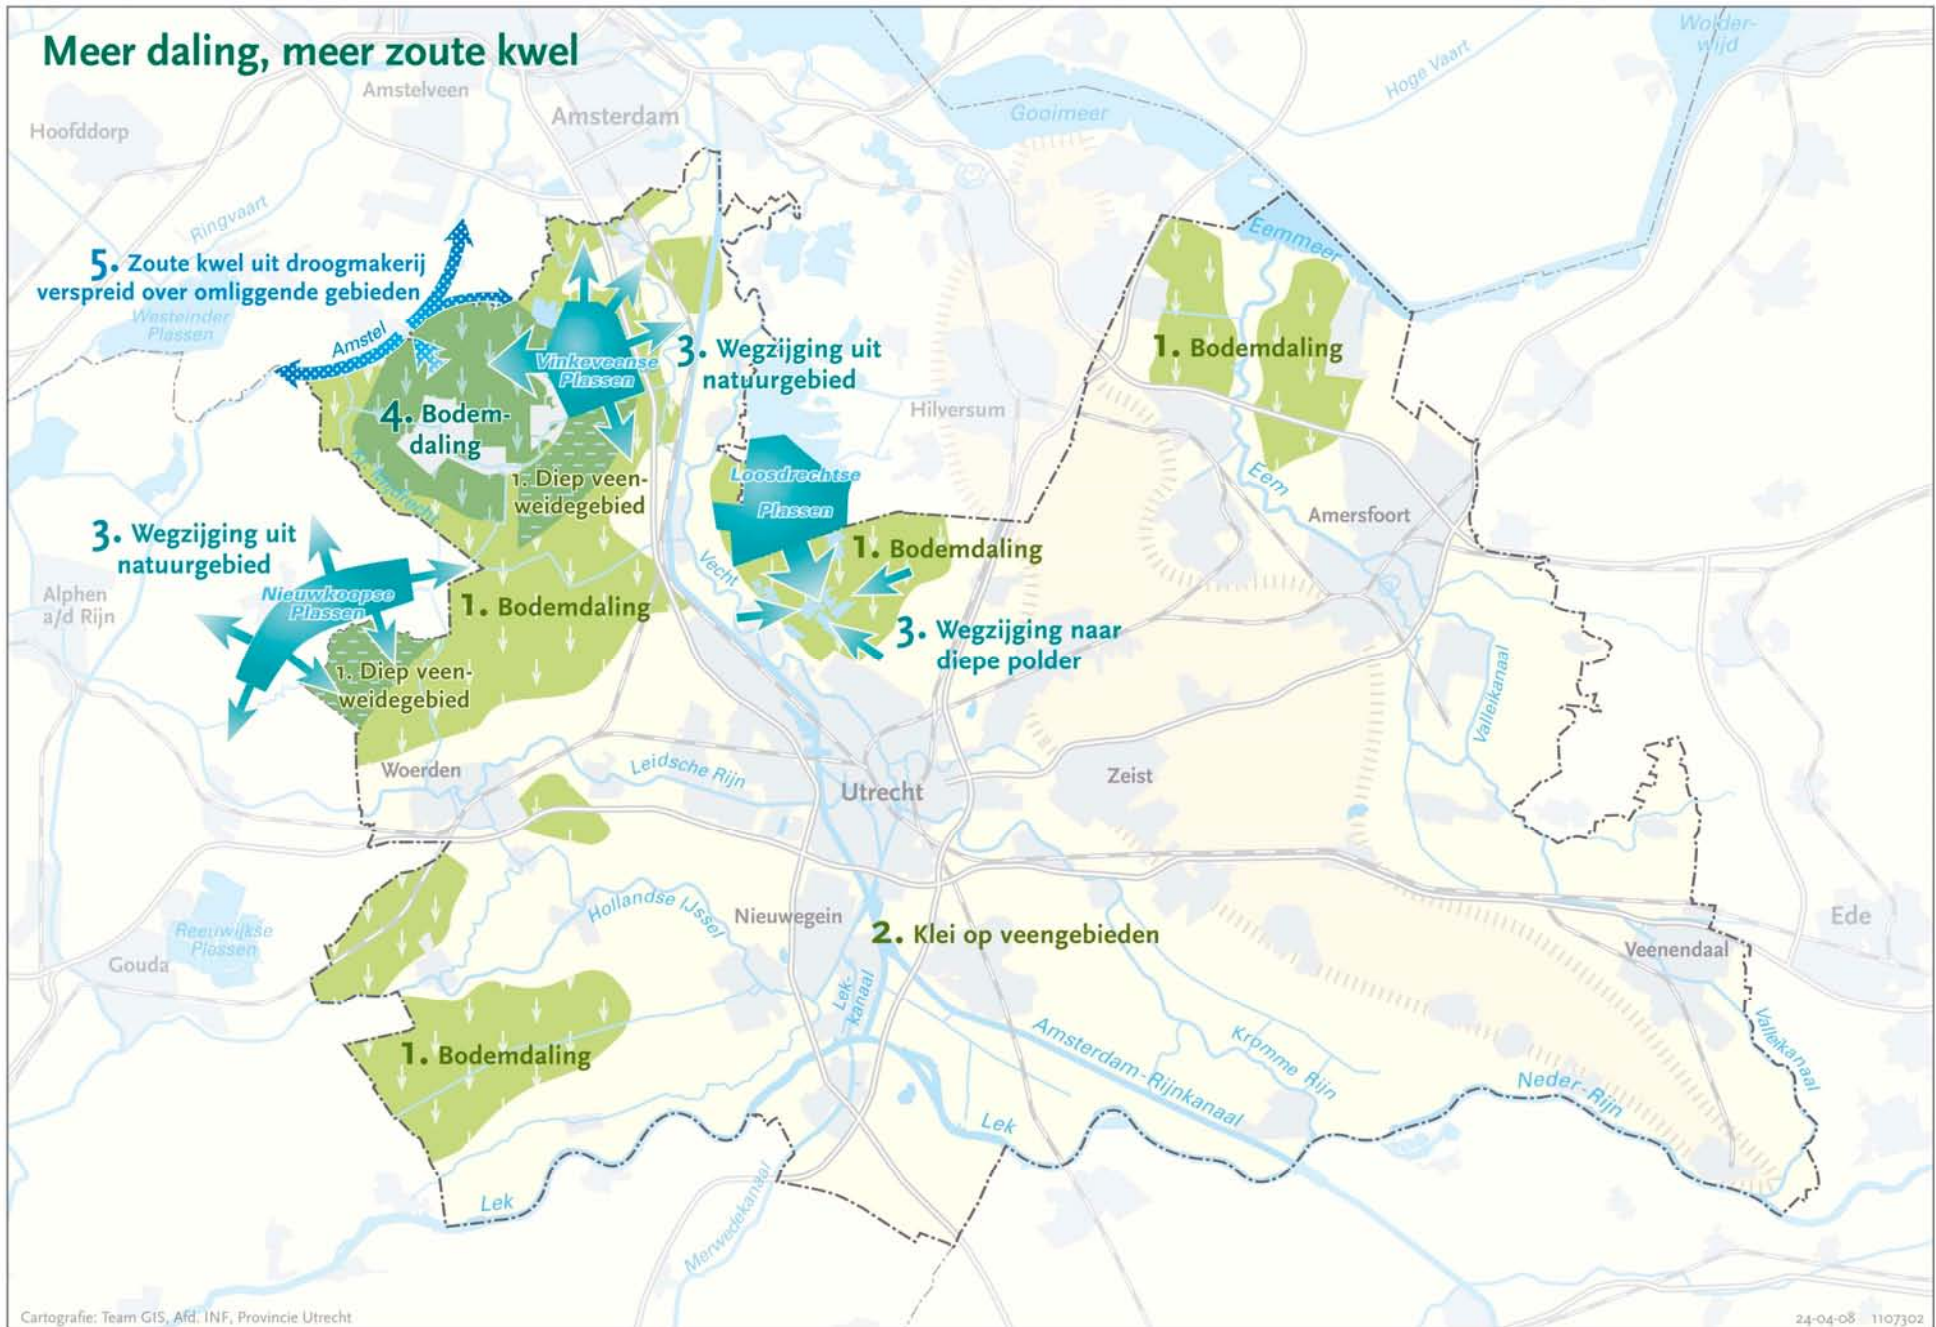 Meer daling, meer zoute kwel
Wolder-
wijd
Hoge Vaart
Amstelveen
Amsterdam
Gooimeer
Hoofddorp
Ringvaart
Eemmeer
5. Zoute kwel uit droogmakerij
verspreid over omliggende gebieden
Westeinder
Plassen
Amstel
Vinkeveense
Plassen
3. Wegzijging uit
natuurgebied
1. Bodemdaling
4. Bodem-
daling
Hilversum
1. Diep veen-
weidegebied
Loosdrechtse
Plassen
Eem
Amersfoort
3. Wegzijging uit
natuurgebied
Vecht
1. Bodemdaling
Alphen
a/d Rijn
Nieuwkoopse
Plassen
1. Bodemdaling
3. Wegzijging naar
diepe polder
1. Diep veen-
weidegebied
Valleikanaal
Woerden
Leidsche Rijn
Utrecht
Zeist
Hollandse IJssel
Nieuwegein
2. Klei op veengebieden
Reeuwijkse
Plassen
Gouda
Ede
Veenendaal
Lek-
kanaal
1. Bodemdaling
Amsterdam-Rijnkanaal
Kromme Rijn
Valleikanaal
Neder-Rijn
Lek
Lek
Merwedekanaal
Cartografie: Team GIS, Afd. INF, Provincie Utrecht
24-04-08 1107302